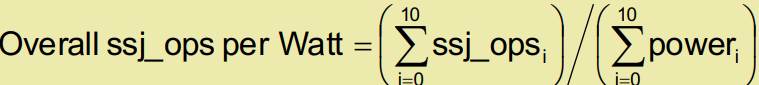 Overall ssj_ops per Watt = (∑_{i=0}^{10} ssj_ops_i) / (∑_{i=0}^{10} power_i)